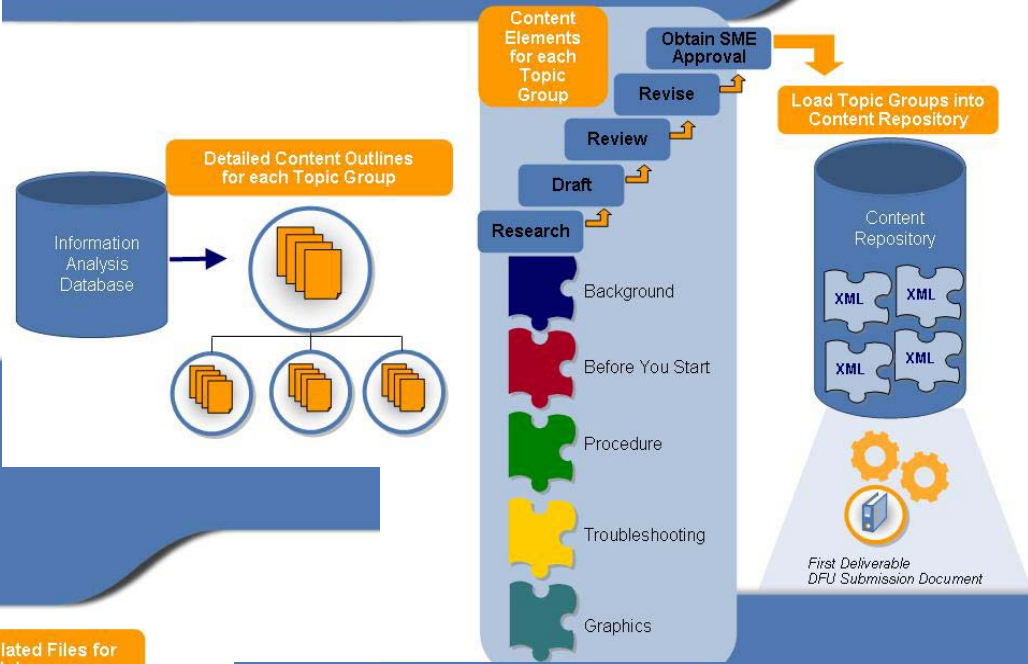 Content
Elements
for each
Topic
Group
Obtain SME
Approval
Revise
Review
Draft
Research
Load Topic Groups into
Content Repository
Detailed Content Outlines
for each Topic Group
Information
Analysis
Database
Content
Repository
XML
XML
XML
XML
Background
Before You Start
Procedure
Troubleshooting
Graphics
First Deliverable
DFU Submission Document
lated Files for